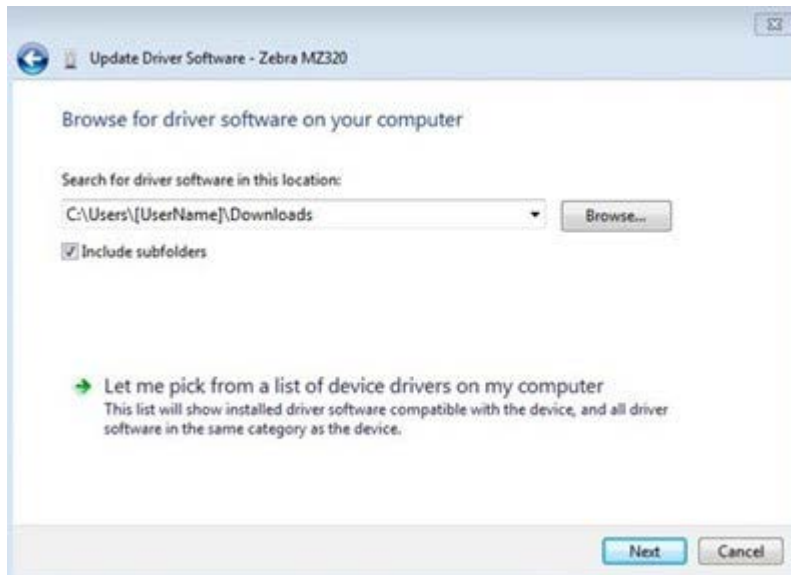 Update Driver Software - Zebra MZ320
Browse for driver software on your computer
Search for driver software in this location:
C:\Users\[UserName]\Downloads
Browse...
Include subfolders
Let me pick from a list of device drivers on my computer
This list will show installed driver software compatible with the device, and all driver
software in the same category as the device.
Next
Cancel